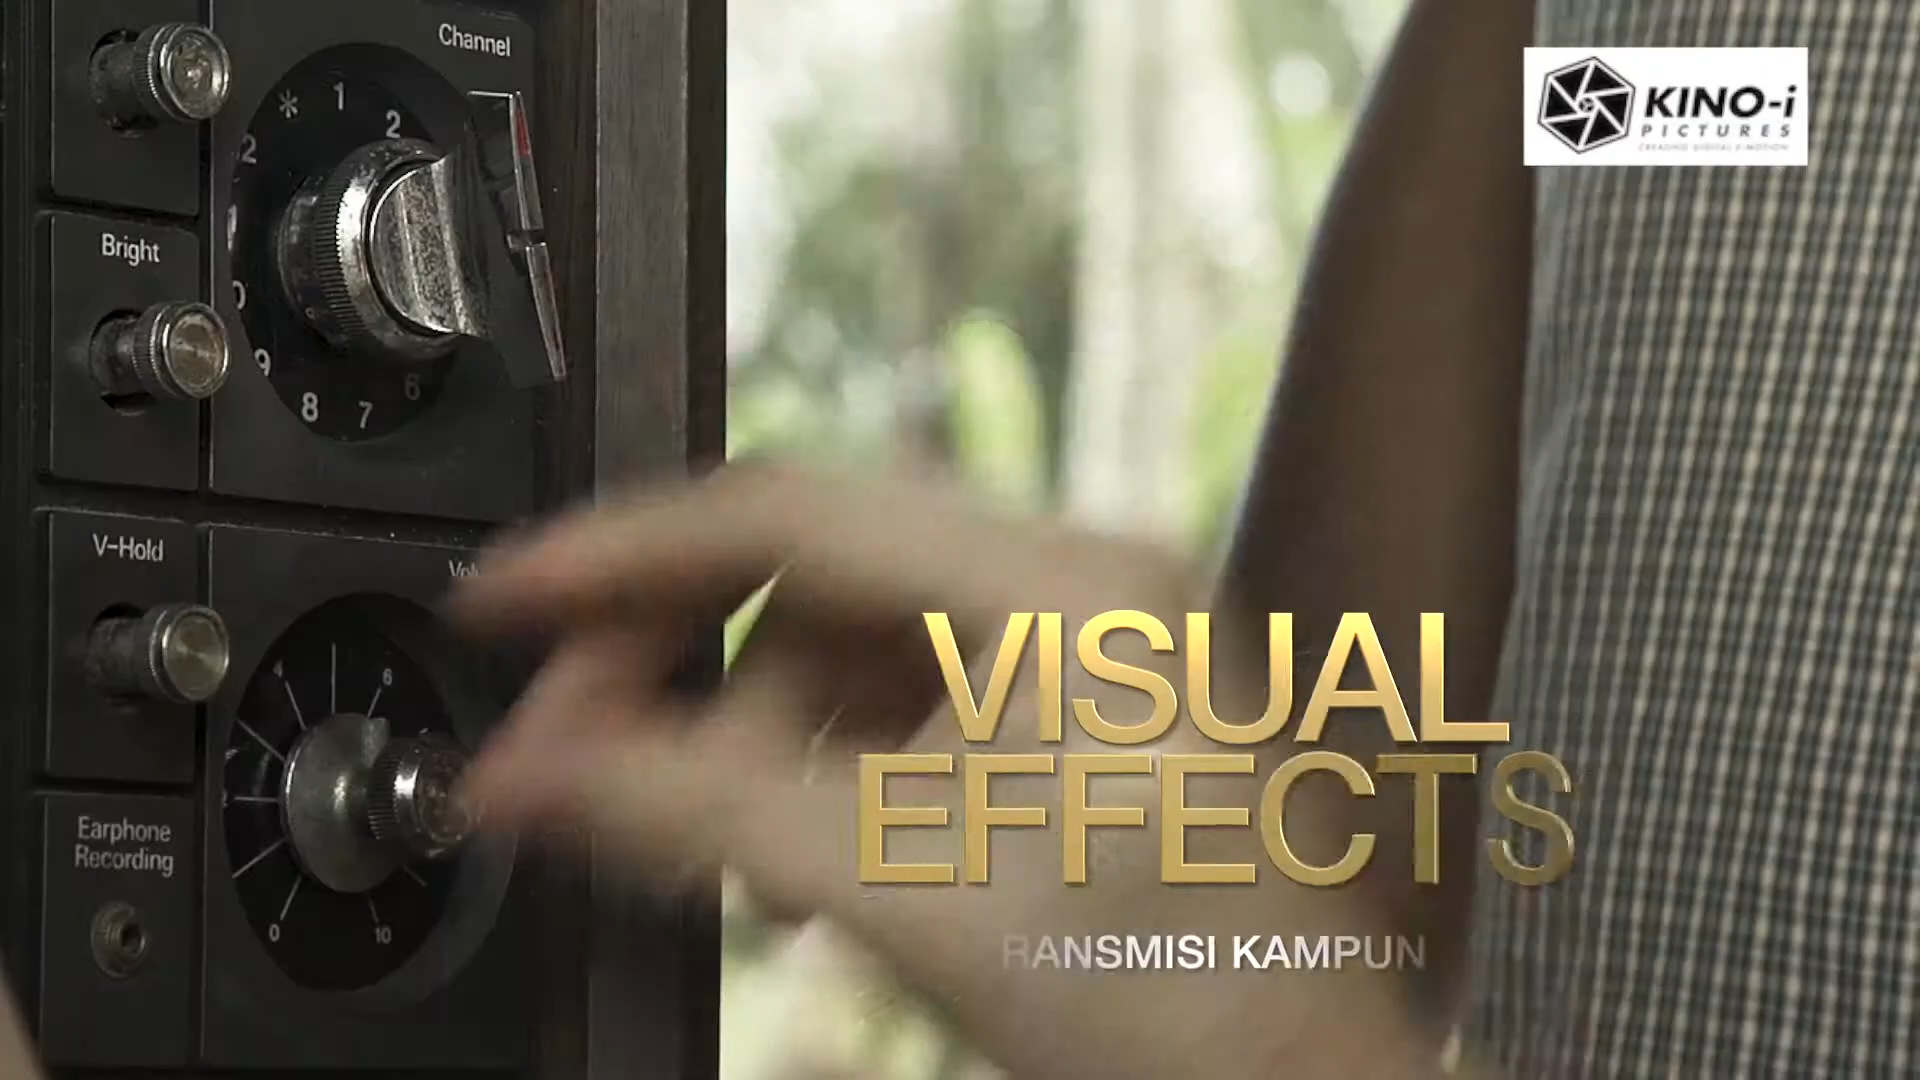 Channel
* 1 2
2
9
8 7 6
Bright
V-Hold
4 6
Earphone
Recording
0 10
KINO-i
PICTURES
VISUAL
EFFECTS
RANSMISI KAMPUN